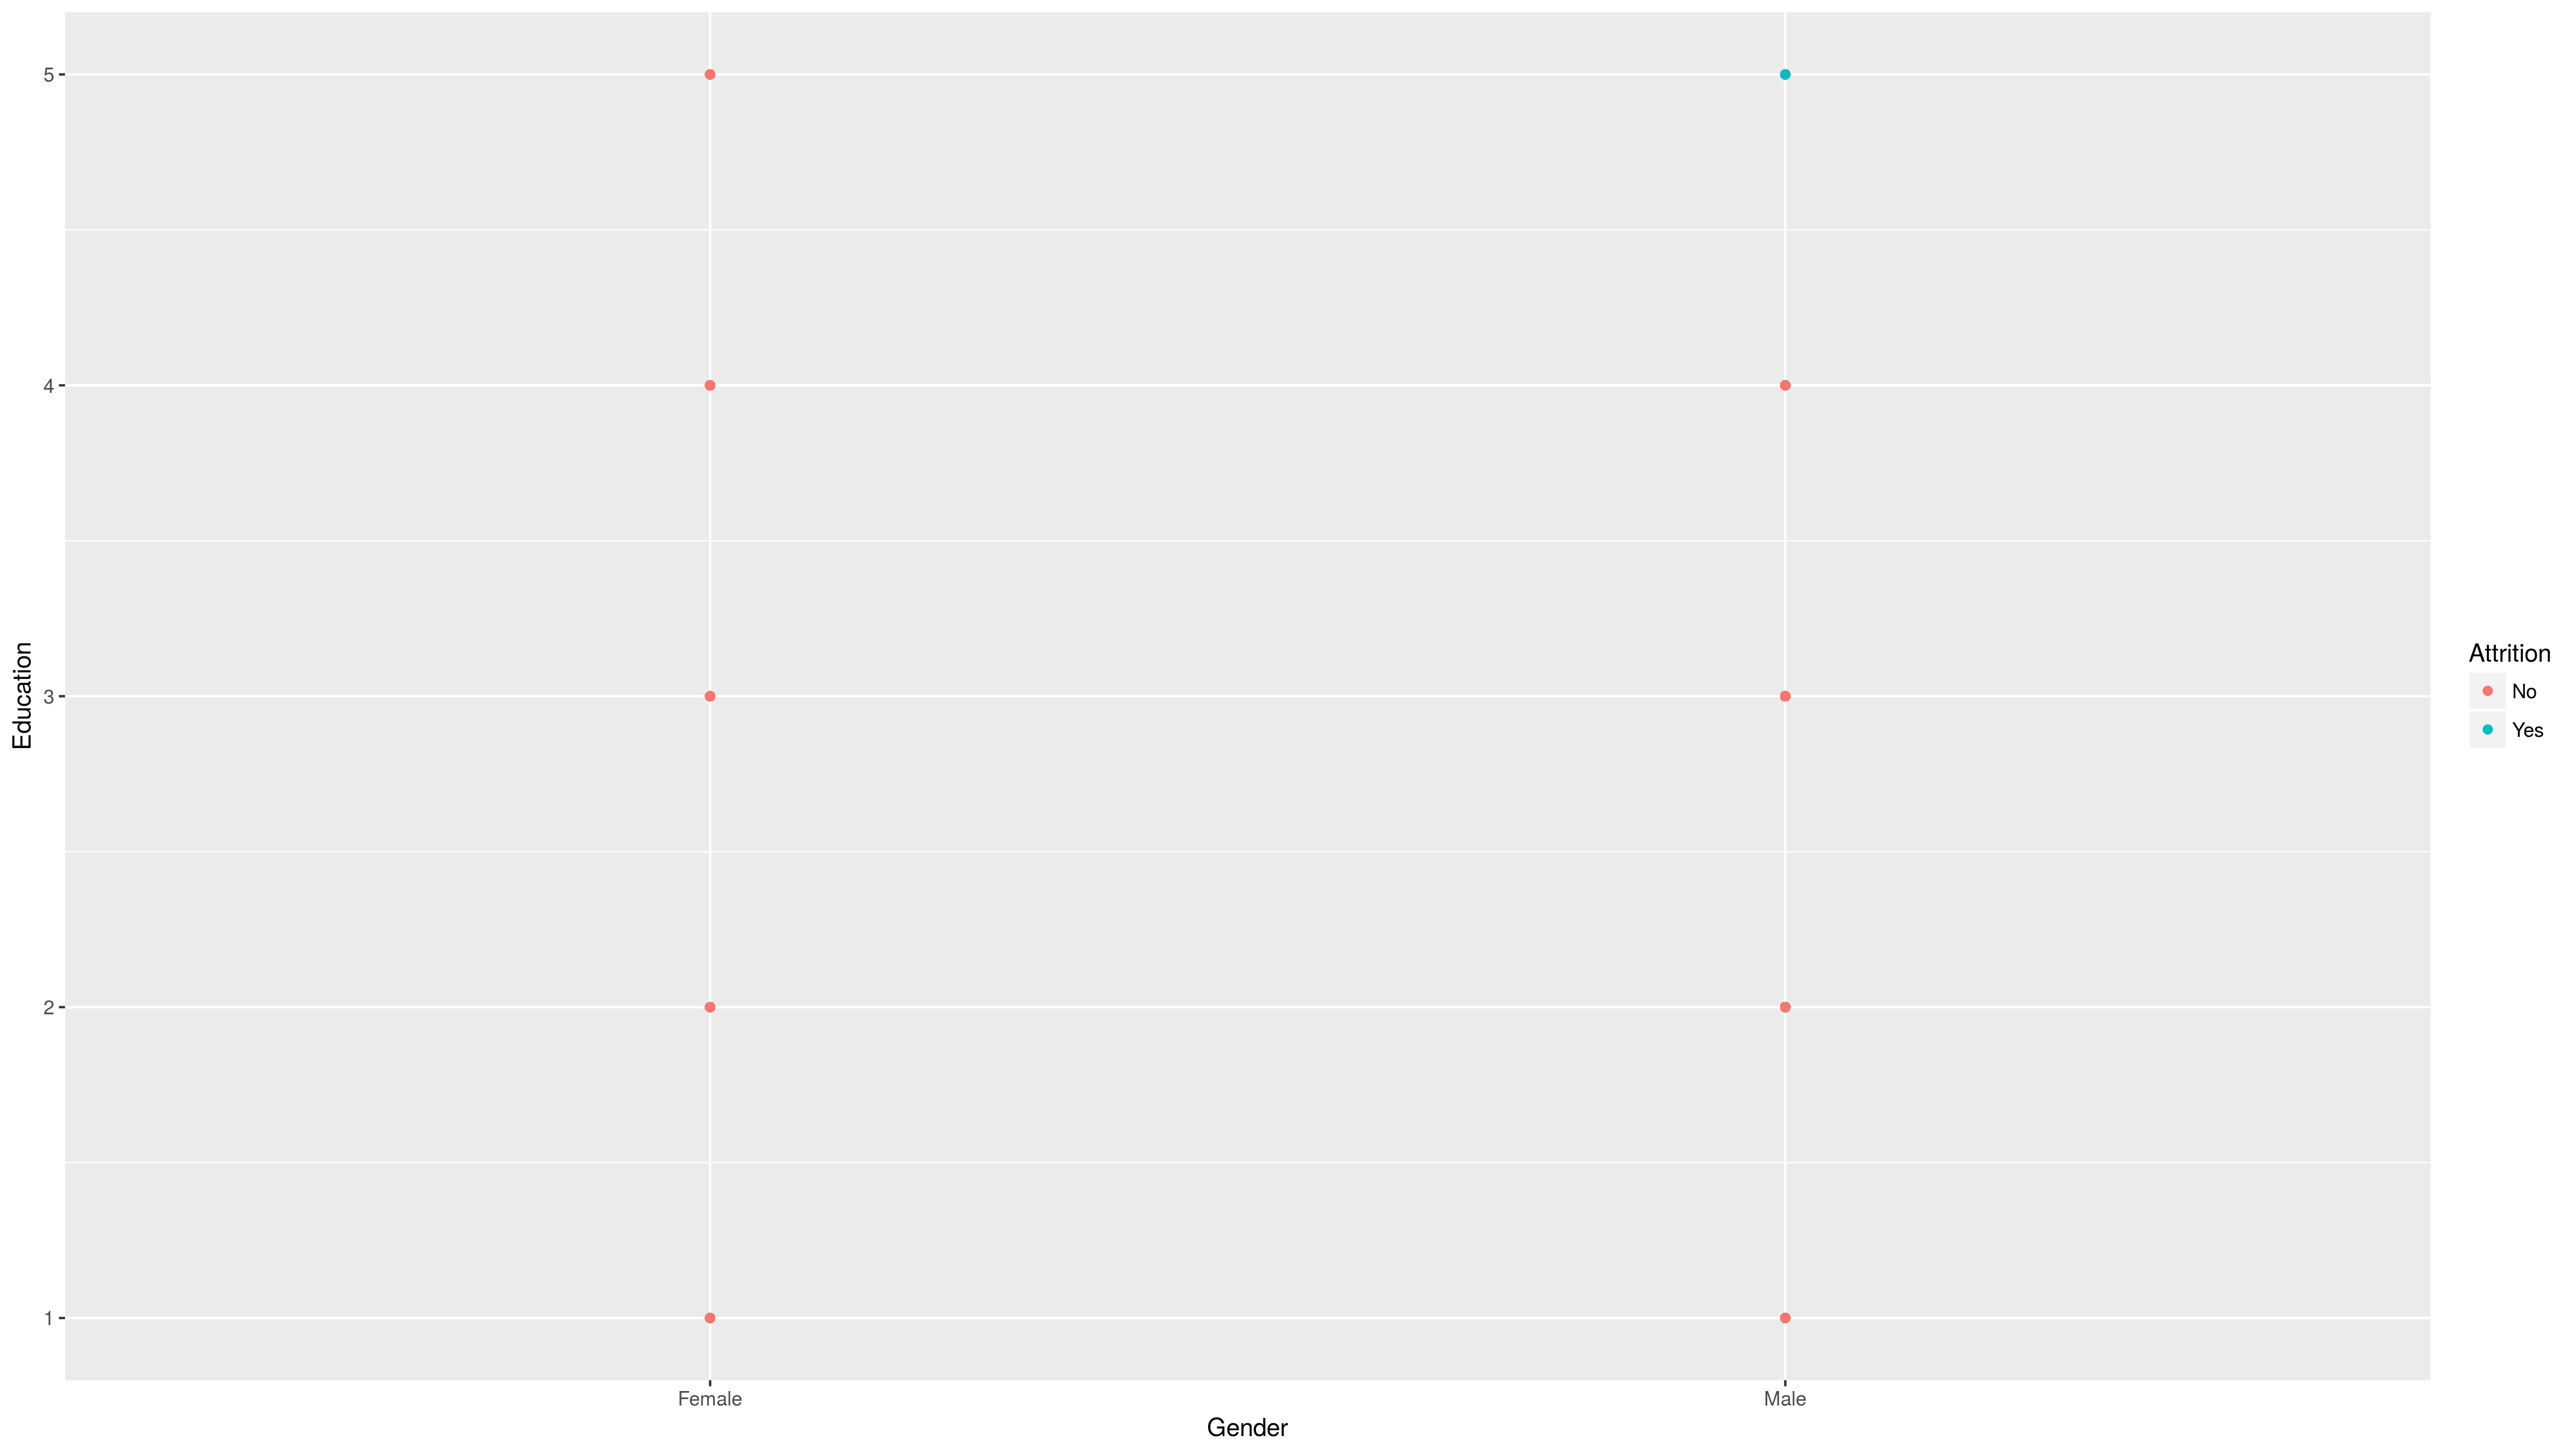 5
4
3
2
1
Education
Female
Male
Gender
Attrition
No
Yes